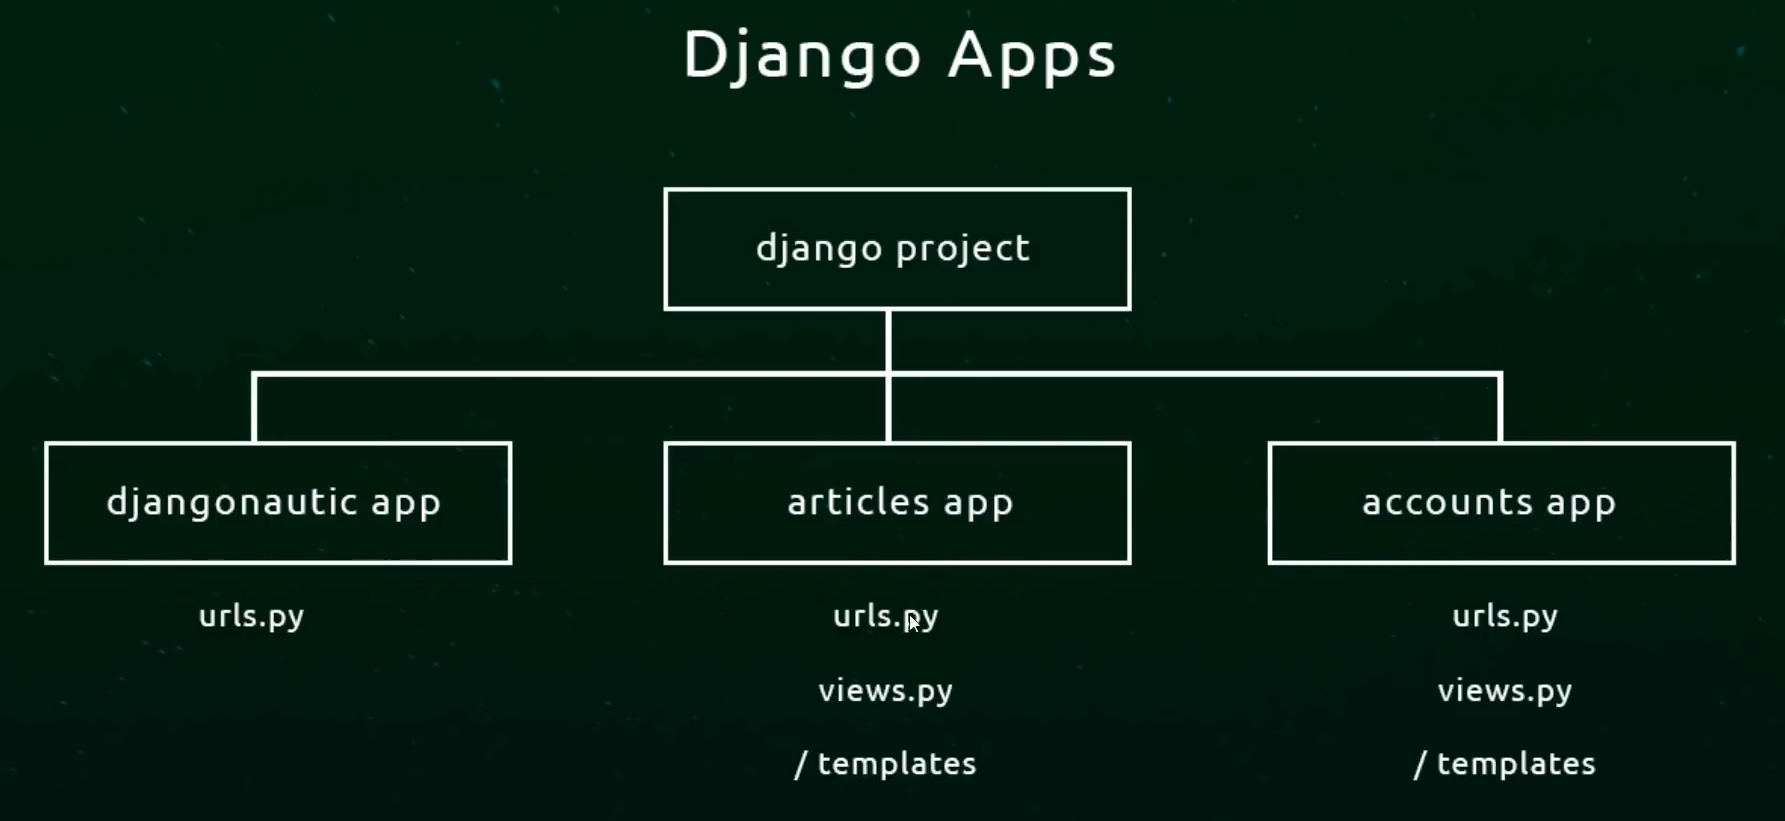 Django Apps
django project
djangonautic app
articles app
accounts app
urls.py
urls.py
urls.py
views.py
views.py
/ templates
/ templates